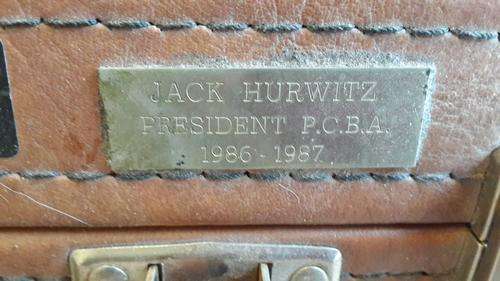 JACK HURWITZ
PRESIDENT P.C.B.A.
1986 - 1987